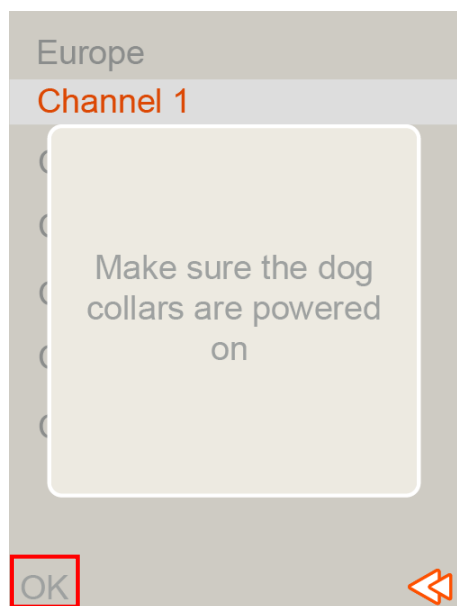 Europe
Channel 1
Make sure the dog
collars are powered
on
OK